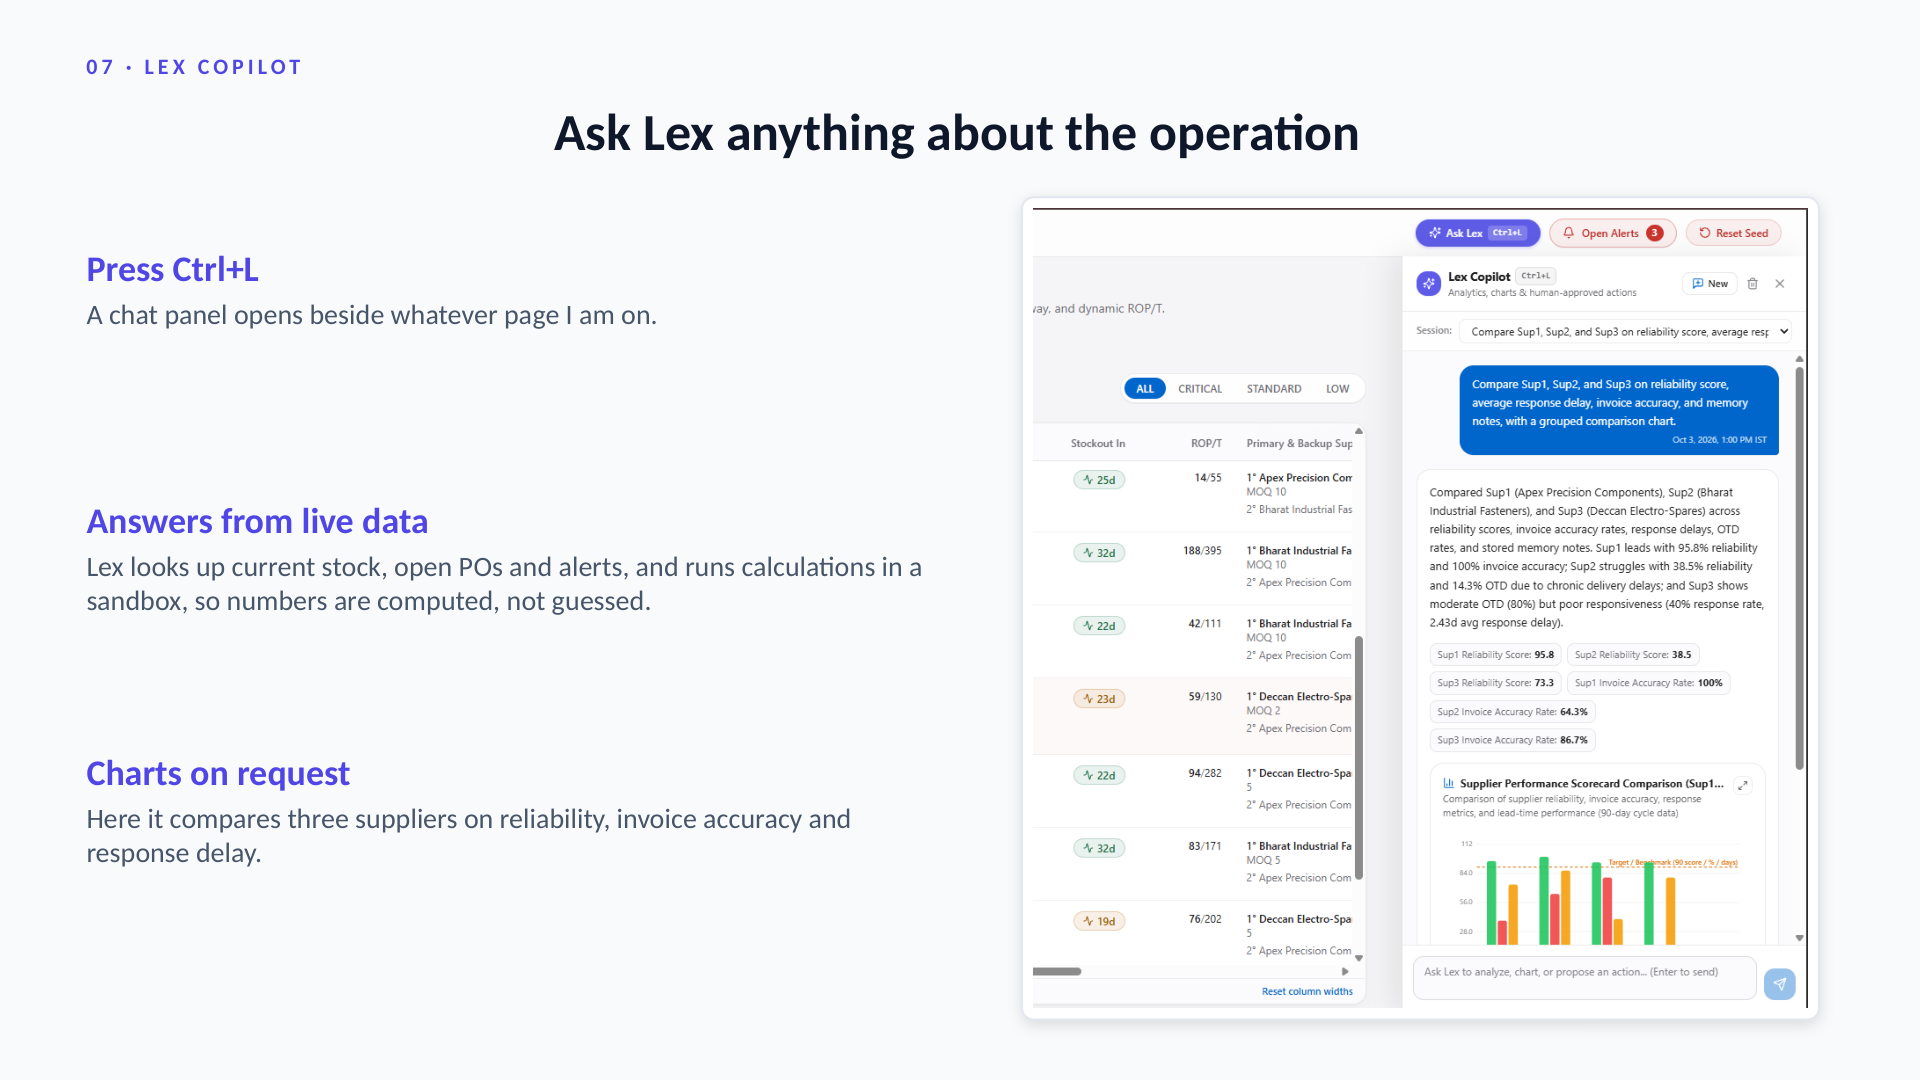 07 · LEX COPILOT
Ask Lex anything about the operation
Press Ctrl+L
A chat panel opens beside whatever page I am on.
Answers from live data
Lex looks up current stock, open POs and alerts, and runs calculations in a
sandbox, so numbers are computed, not guessed.
Charts on request
Here it compares three suppliers on reliability, invoice accuracy and
response delay.
Ask Lex Ctrl+L
Open Alerts 3
Reset Seed
way, and dynamic ROP/T.
ALL CRITICAL STANDARD LOW
Stockout In ROP/T Primary & Backup Sup
25d 14/55 1° Apex Precision Com
MOQ 10
2° Bharat Industrial Fas
32d 188/395 1° Bharat Industrial Fa
MOQ 10
2° Apex Precision Com
22d 42/111 1° Bharat Industrial Fa
MOQ 10
2° Apex Precision Com
23d 59/130 1° Deccan Electro-Spa
MOQ 2
2° Apex Precision Com
22d 94/282 1° Deccan Electro-Spa
5
2° Apex Precision Com
32d 83/171 1° Bharat Industrial Fa
MOQ 5
2° Apex Precision Com
19d 76/202 1° Deccan Electro-Spa
5
2° Apex Precision Com
Reset column widths
Lex Copilot Ctrl+L
Analytics, charts & human-approved actions
New
Session: Compare Sup1, Sup2, and Sup3 on reliability score, average resp
Compare Sup1, Sup2, and Sup3 on reliability score,
average response delay, invoice accuracy, and memory
notes, with a grouped comparison chart.
Oct 3, 2026, 1:00 PM IST
Compared Sup1 (Apex Precision Components), Sup2 (Bharat
Industrial Fasteners), and Sup3 (Deccan Electro-Spares) across
reliability scores, invoice accuracy rates, response delays, OTD
rates, and stored memory notes. Sup1 leads with 95.8% reliability
and 100% invoice accuracy; Sup2 struggles with 38.5% reliability
and 14.3% OTD due to chronic delivery delays; and Sup3 shows
moderate OTD (80%) but poor responsiveness (40% response rate,
2.43d avg response delay).
Sup1 Reliability Score: 95.8 Sup2 Reliability Score: 38.5
Sup3 Reliability Score: 73.3 Sup1 Invoice Accuracy Rate: 100%
Sup2 Invoice Accuracy Rate: 64.3%
Sup3 Invoice Accuracy Rate: 86.7%
Supplier Performance Scorecard Comparison (Sup1...
Comparison of supplier reliability, invoice accuracy, response
metrics, and lead-time performance (90-day cycle data)
112
Target / Benchmark (90 score / % / days)
84.0
56.0
28.0
Ask Lex to analyze, chart, or propose an action... (Enter to send)